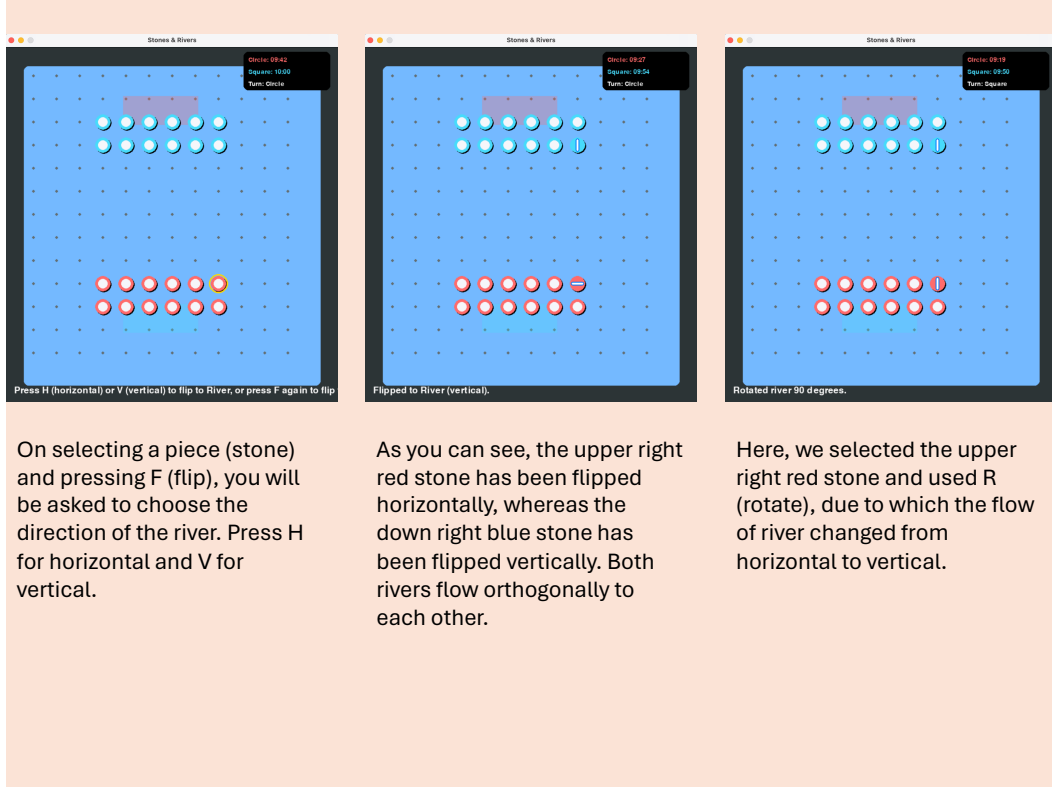 Stones & Rivers
Circle: 09:42
Square: 10:00
Turn: Circle
Press H (horizontal) or V (vertical) to flip to River, or press F again to flip
On selecting a piece (stone)
and pressing F (flip), you will
be asked to choose the
direction of the river. Press H
for horizontal and V for
vertical.
Stones & Rivers
Circle: 09:27
Square: 09:54
Turn: Circle
Flipped to River (vertical).
As you can see, the upper right
red stone has been flipped
horizontally, whereas the
down right blue stone has
been flipped vertically. Both
rivers flow orthogonally to
each other.
Stones & Rivers
Circle: 09:19
Square: 09:50
Turn: Square
Rotated river 90 degrees.
Here, we selected the upper
right red stone and used R
(rotate), due to which the flow
of river changed from
horizontal to vertical.